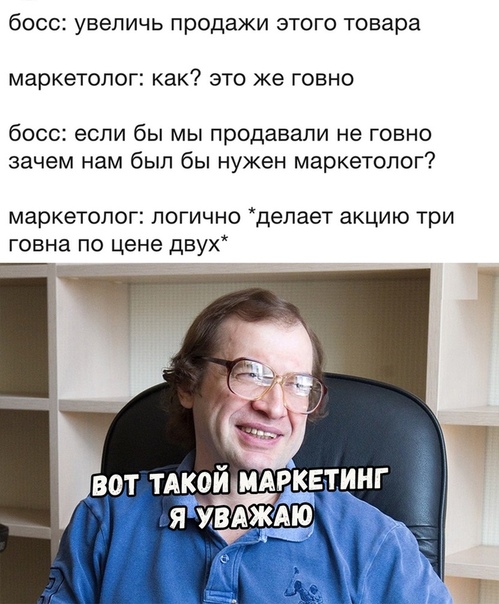 босс: увеличь продажи этого товара
маркетолог: как? это же говно
босс: если бы мы продавали не говно
зачем нам был бы нужен маркетолог?
маркетолог: логично *делает акцию три
говна по цене двух*
ВОТ ТАКОЙ МАРКЕТИНГ
Я УВАЖАЮ